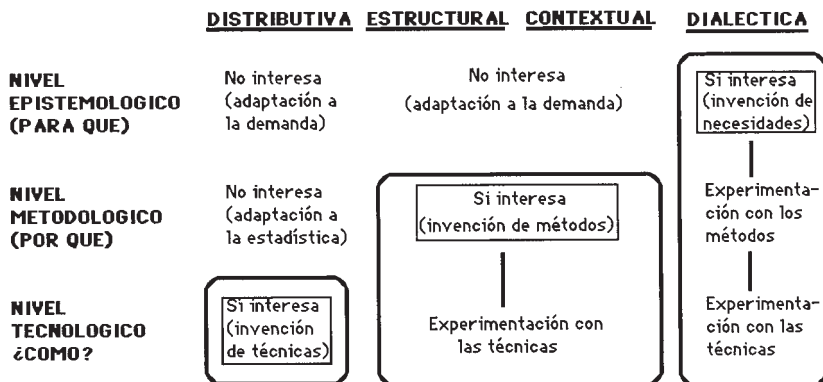 DISTRIBUTIVA ESTRUCTURAL CONTEXTUAL DIALECTICA
NIVEL
EPISTEMOLOGICO
(PARA QUE)
No interesa
(adaptación a
la demanda)
No interesa
(adaptación a la demanda)
Si interesa
(invención de
necesidades)
NIVEL
METODOLOGICO
(POR QUE)
No interesa
(adaptación a
la estadística)
Si interesa
(invención de métodos)
Experimenta-
ción con los
métodos
NIVEL
TECNOLOGICO
¿COMO?
Si interesa
(invención
de técnicas)
Experimentación con
las técnicas
Experimenta-
ción con las
técnicas